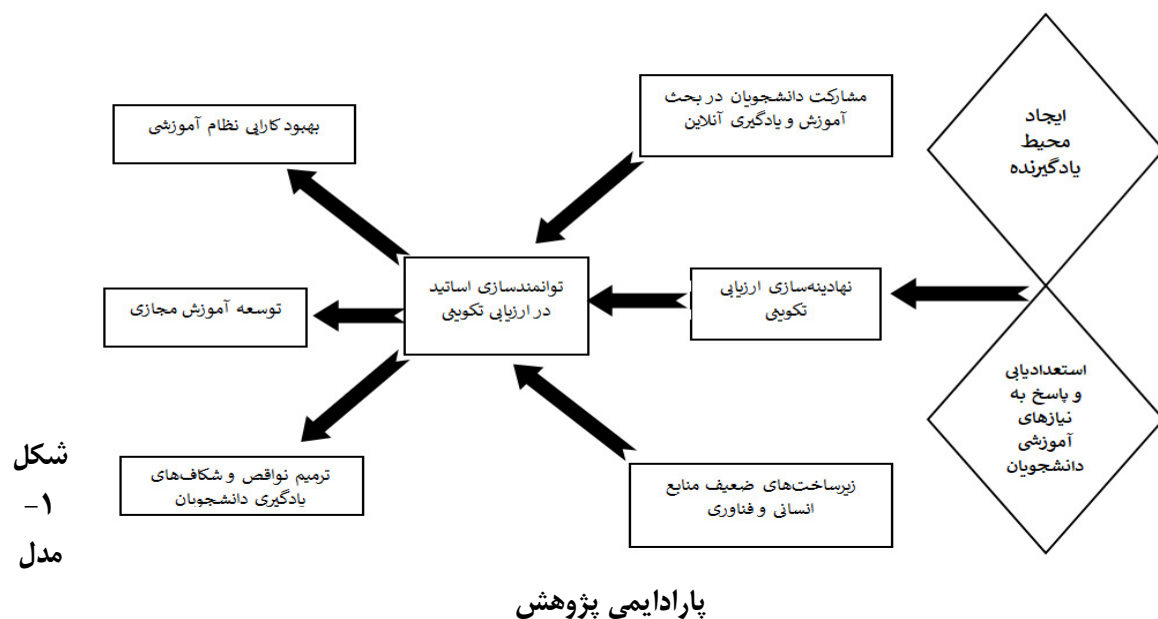 ایجاد
محیط
یادگیرنده
استعدادیابی
و پاسخ به
نیازهای
آموزشی
دانشجویان
مشارکت دانشجویان در بحث
آموزش و یادگیری آنلاین
نهادینه‌سازی ارزیابی
تکوینی
زیرساخت‌های ضعیف منابع
انسانی و فناوری
توانمندسازی اساتید
در ارزیابی تکوینی
بهبود کارایی نظام آموزشی
توسعه آموزش مجازی
ترمیم نواقص و شکاف‌های
یادگیری دانشجویان
شکل
۱-
مدل
پارادایمی پژوهش